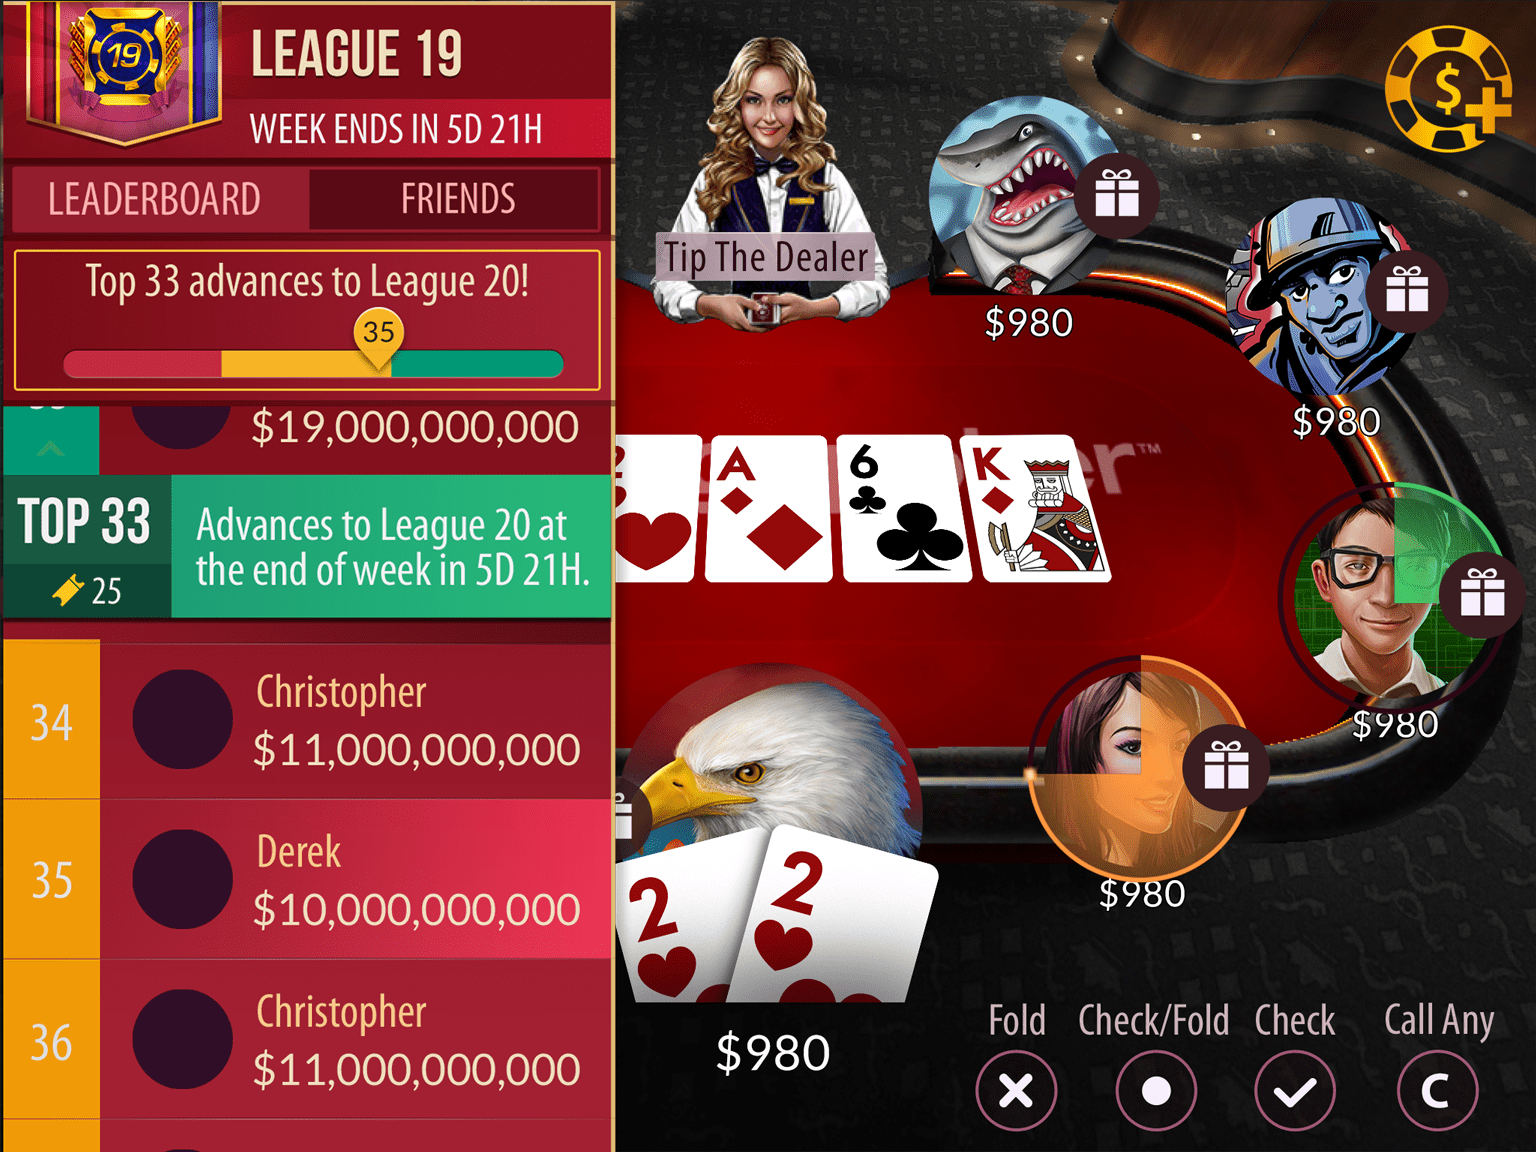 19
LEAGUE 19
WEEK ENDS IN 5D 21H
LEADERBOARD
FRIENDS
Top 33 advances to League 20!
35
$19,000,000,000
TOP 33
25
Advances to League 20 at
the end of week in 5D 21H.
34
Christopher
$11,000,000,000
35
Derek
$10,000,000,000
36
Christopher
$11,000,000,000
Tip The Dealer
$
$980
$980
2
A
6
K
TM
$980
$980
2
2
$980
Fold
Check/Fold
Check
Call Any
C